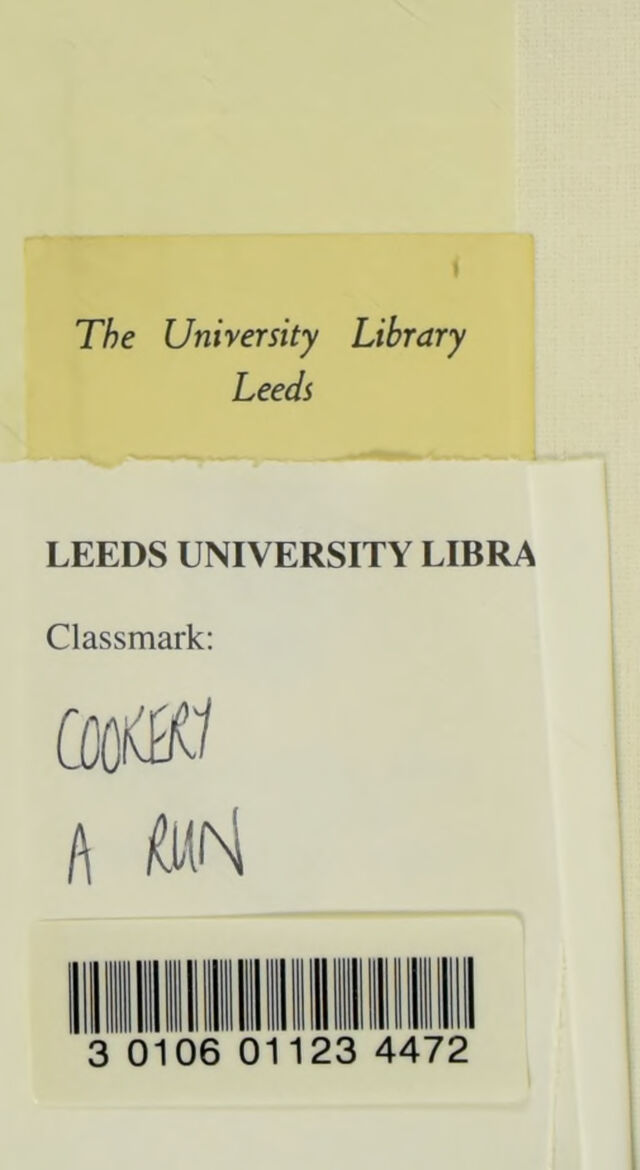 The University Library
Leeds
LEEDS UNIVERSITY LIBRA
Classmark:
COOKERY
A RUN
3 0106 01123 4472